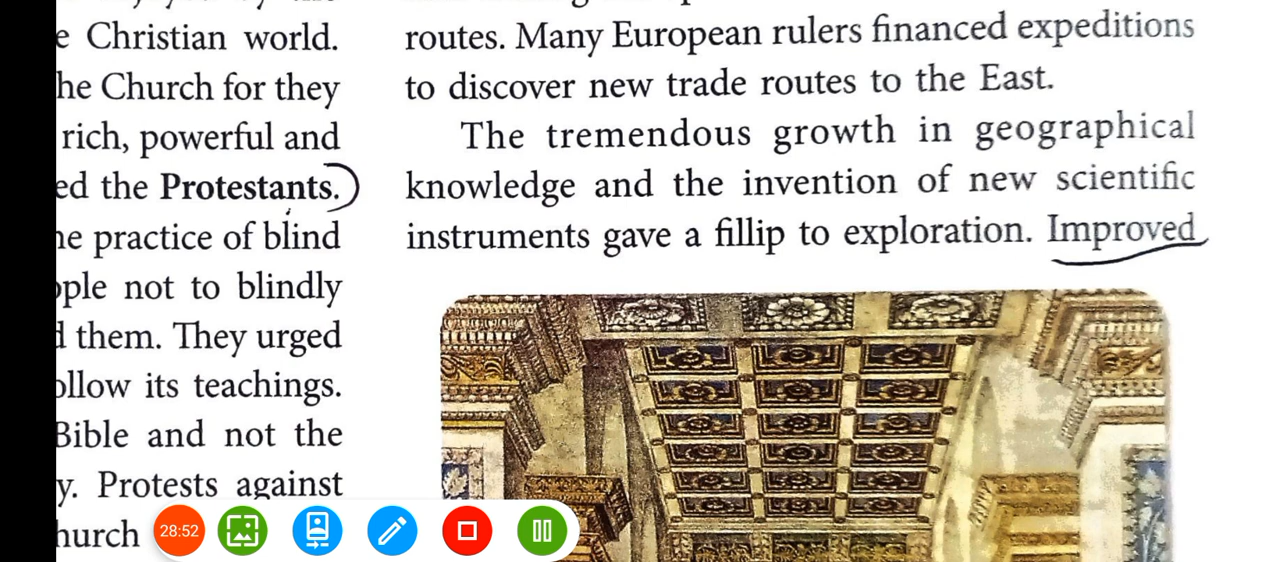 e Christian world.
he Church for they
rich, powerful and
ed the Protestants.
he practice of blind
ople not to blindly
d them. They urged
ollow its teachings.
Bible and not the
y. Protests against
hurch
routes. Many European rulers financed expeditions
to discover new trade routes to the East.
The tremendous growth in geographical
knowledge and the invention of new scientific
instruments gave a fillip to exploration. Improved
28:52